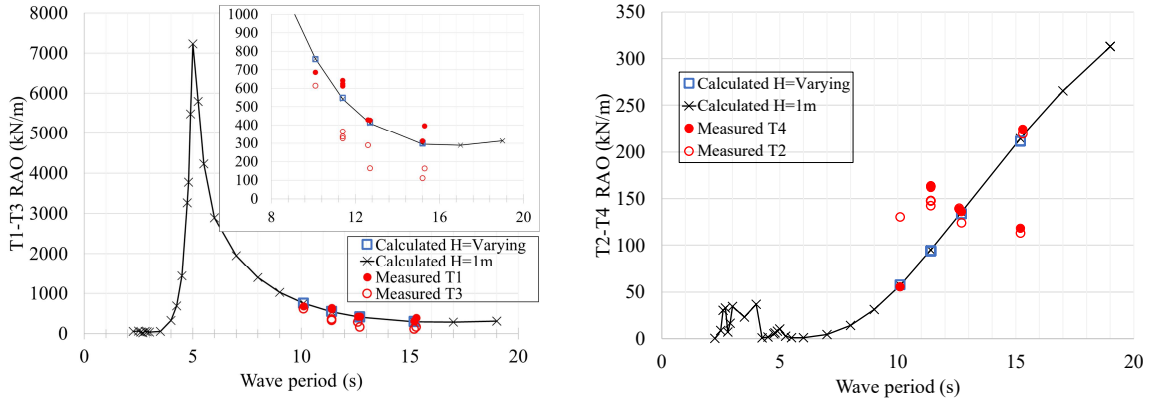 8000
7000
6000
5000
4000
3000
2000
1000
0
T1-T3 RAO (kN/m)
0 5 10 15 20
Wave period (s)
1000
900
800
700
600
500
400
300
200
100
0
8 12 16 20
Calculated H=Varying
Calculated H=1m
Measured T1
Measured T3
350
300
250
200
150
100
50
0
T2-T4 RAO (kN/m)
0 5 10 15 20
Wave period (s)
Calculated H=Varying
Calculated H=1m
Measured T4
Measured T2